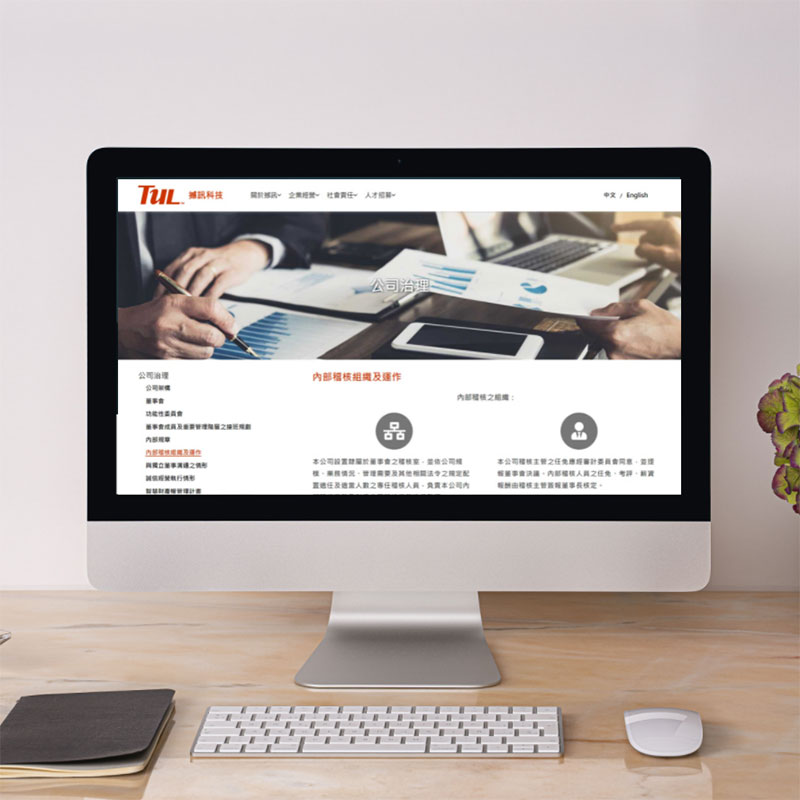 TUL 撼訊科技
關於撼訊 企業經營 社會責任 人才招募
中文 / English
公司治理
公司治理
公司架構
董事會
功能性委員會
董事會成員及重要管理階層之接班規劃
內部規章
內部稽核組織及運作
與獨立董事溝通之情形
誠信經營執行情形
智慧財產權管理計畫
內部稽核組織及運作
內部稽核之組織：
本公司設置隸屬於董事會之稽核室，並依公司規
模、業務情況、管理需要及其他相關法令之規定配
置適任及適當人數之專任稽核人員，負責本公司內
本公司稽核主管之任免應經審計委員會同意，並提
報董事會決議。內部稽核人員之任免、考評、薪資
報酬由稽核主管簽報董事長核定。